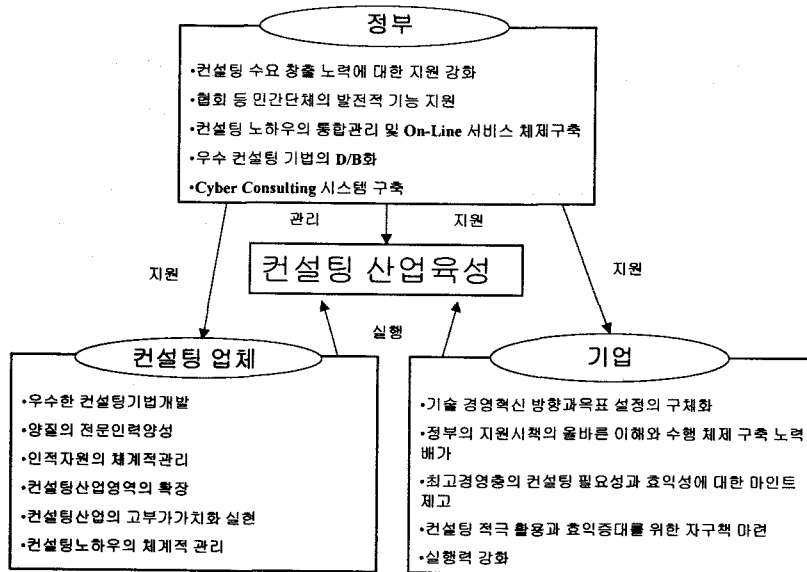 정부
•컨설팅 수요 창출 노력에 대한 지원 강화
•협회 등 민간단체의 발전적 기능 지원
•컨설팅 노하우의 통합관리 및 On-Line 서비스 체제구축
•우수 컨설팅 기법의 D/B화
•Cyber Consulting 시스템 구축
관리 지원
지원 컨설팅 산업육성 지원
실행
컨설팅 업체
•우수한 컨설팅기법개발
•양질의 전문인력양성
•인적자원의 체계적관리
•컨설팅산업영역의 확장
•컨설팅산업의 고부가가치화 실현
•컨설팅노하우의 체계적 관리
기업
•기술 경영혁신 방향과목표 설정의 구체화
•정부의 지원시책의 올바른 이해와 수행 체제 구축 노력
배가
•최고경영층의 컨설팅 필요성과 효익성에 대한 마인트
제고
•컨설팅 적극 활용과 효익증대를 위한 자구책 마련
•실행력 강화